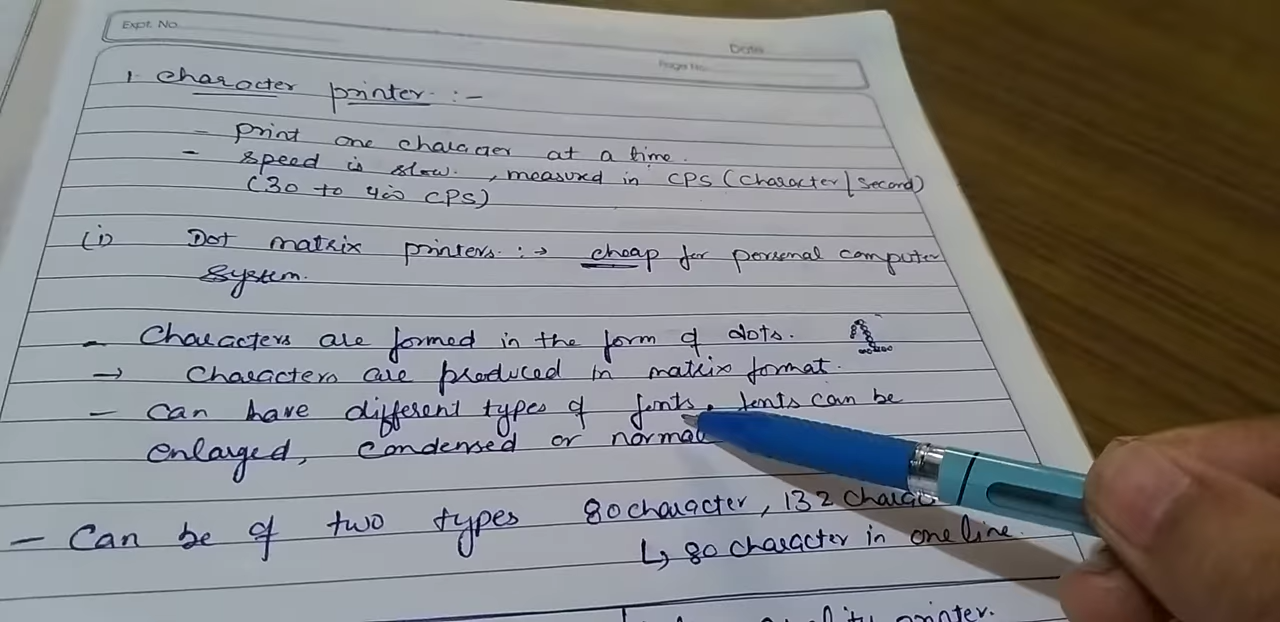 Expt. No.
Date
Page No.
1. Character printer :-
- Print one character at a time.
- speed is slow. , measured in CPS (Character/Second)
(30 to 400 CPS)
(i) Dot matrix printers :→ cheap for personal computer
system.
- Characters are formed in the form of dots.
→ Characters are produced in matrix format.
- Can have different types of fonts. fonts can be
enlarged, condensed or normal
- Can be of two types 80 character, 132
↳ 80 character in one line.
printer.